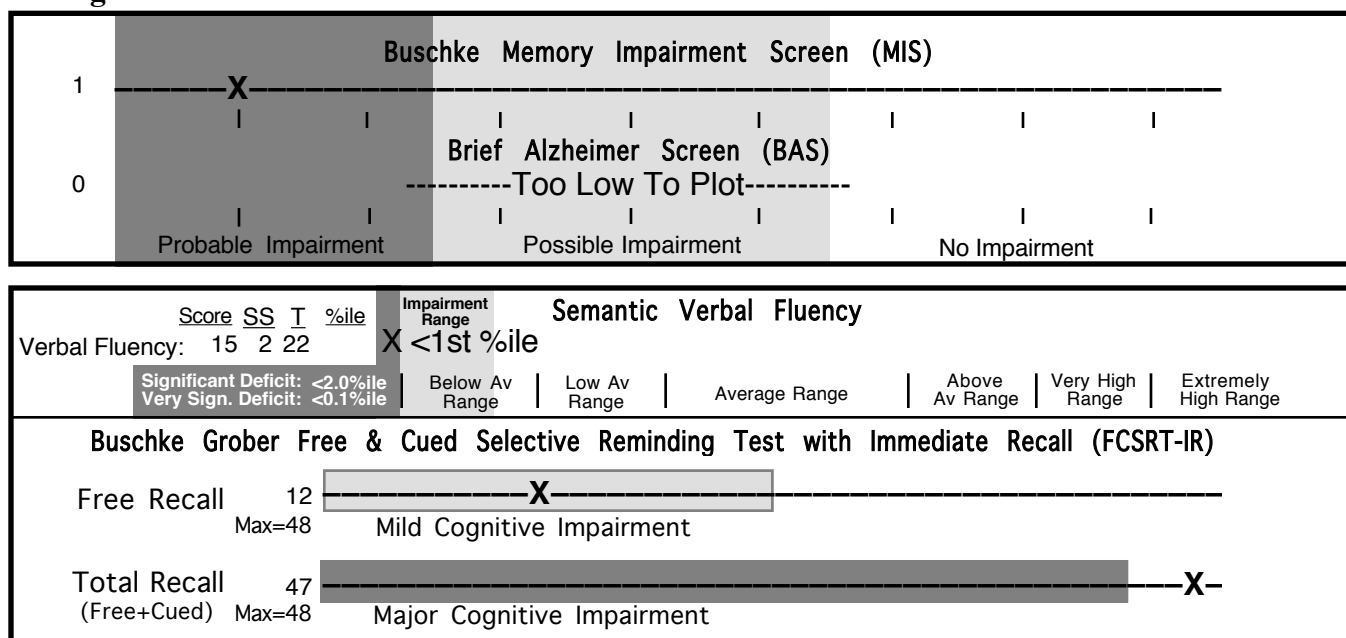 Buschke Memory Impairment Screen (MIS)
1 X
Brief Alzheimer Screen (BAS)
0 ----------Too Low To Plot----------
Probable Impairment Possible Impairment No Impairment
Score SS T %ile Impairment Range Semantic Verbal Fluency
Verbal Fluency: 15 2 22 X <1st %ile
Significant Deficit: <2.0%ile
Very Sign. Deficit: <0.1%ile
Below Av Range Low Av Range Average Range Above Av Range Very High Range Extremely High Range
Buschke Grober Free & Cued Selective Reminding Test with Immediate Recall (FCSRT-IR)
Free Recall 12 X
Max=48 Mild Cognitive Impairment
Total Recall 47 X
(Free+Cued) Max=48 Major Cognitive Impairment